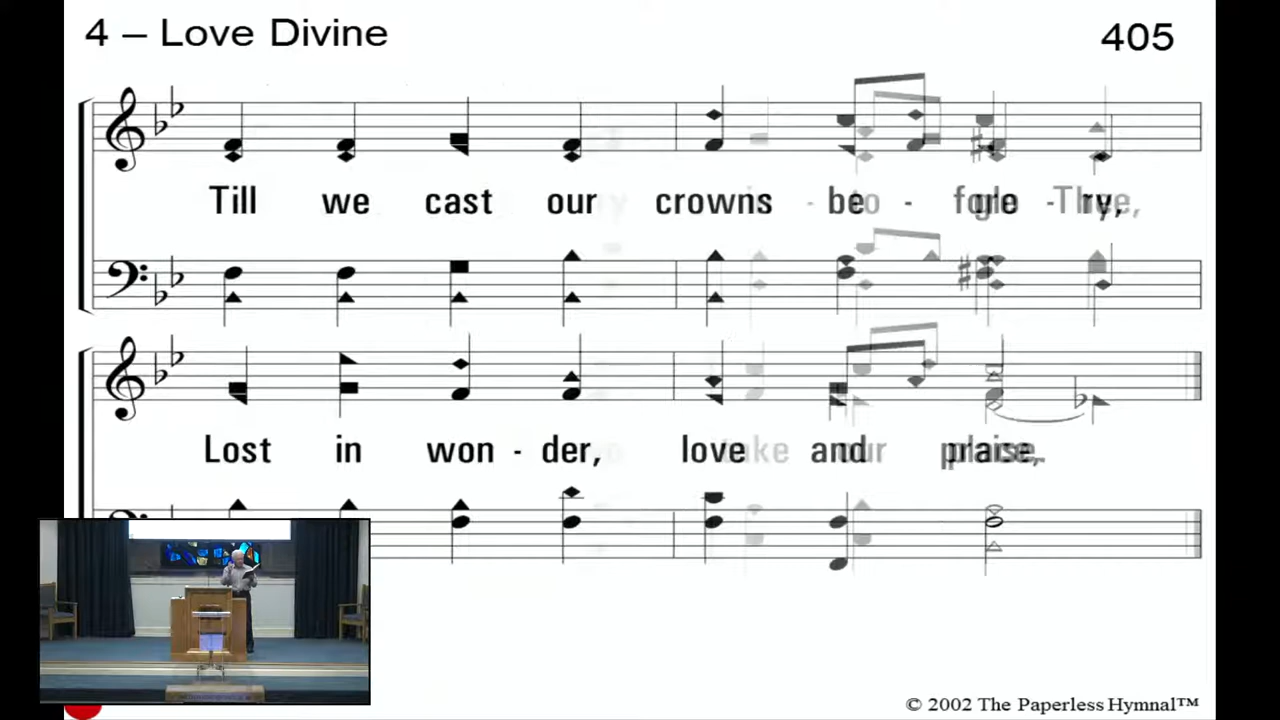 4 – Love Divine
405
Till we cast our crowns be - fore Thee,
Lost in won - der, love and praise,
© 2002 The Paperless Hymnal™